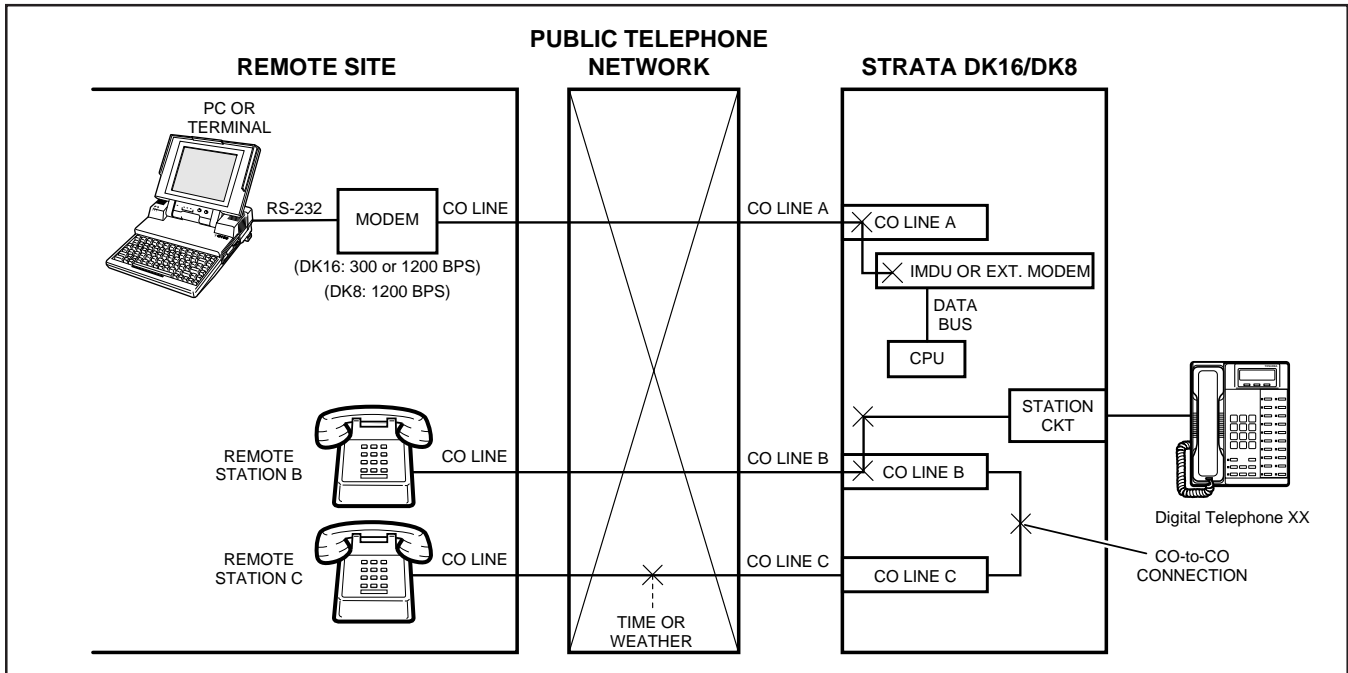 PUBLIC TELEPHONE
NETWORK
REMOTE SITE
STRATA DK16/DK8
PC OR
TERMINAL
RS-232
MODEM
CO LINE
CO LINE A
CO LINE A
(DK16: 300 or 1200 BPS)
(DK8: 1200 BPS)
IMDU OR EXT. MODEM
DATA
BUS
CPU
STATION
CKT
REMOTE
STATION B
CO LINE
CO LINE B
CO LINE B
Digital Telephone XX
REMOTE
STATION C
CO LINE
CO LINE C
CO LINE C
CO-to-CO
CONNECTION
TIME OR
WEATHER